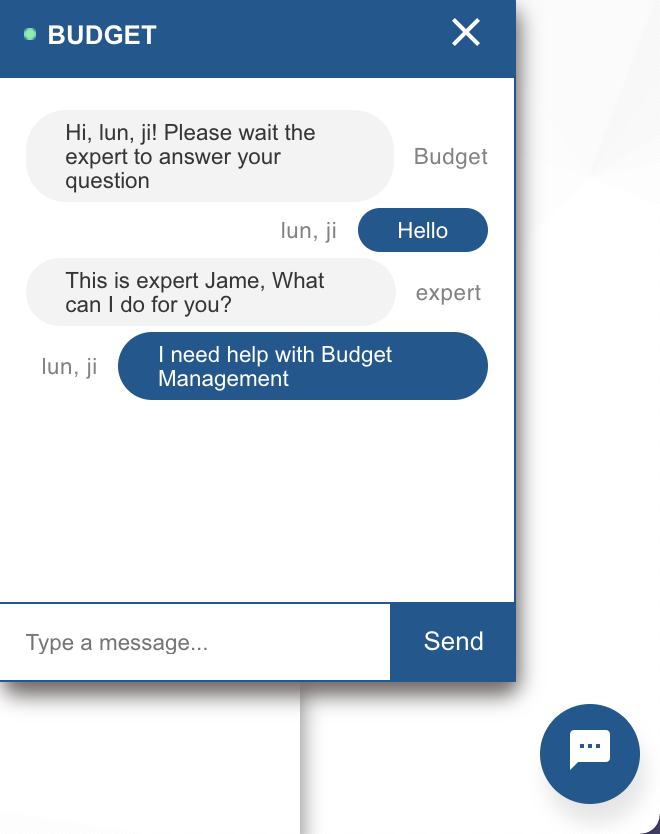 BUDGET
Hi, lun, ji! Please wait the
expert to answer your
question
Budget
lun, ji
Hello
This is expert Jame, What
can I do for you?
expert
lun, ji
I need help with Budget
Management
Type a message...
Send